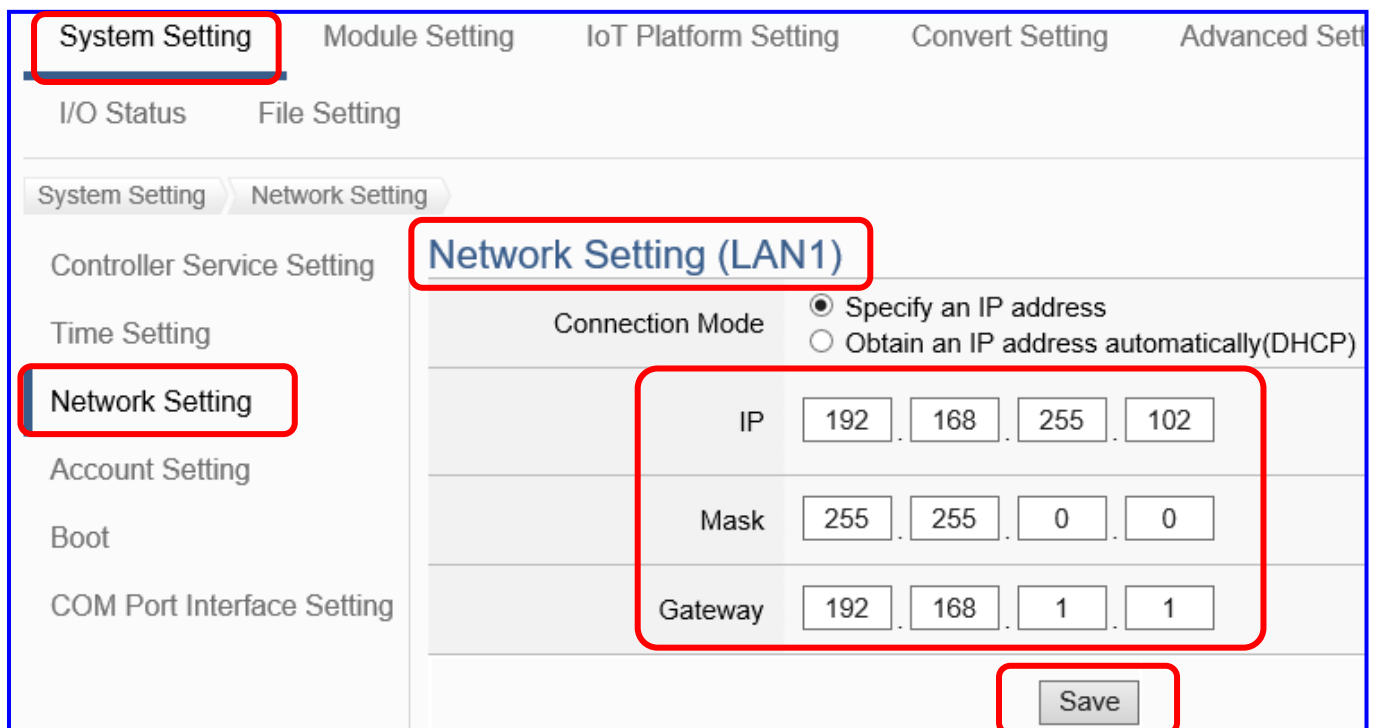 System Setting Module Setting IoT Platform Setting Convert Setting Advanced Sett
I/O Status File Setting
System Setting Network Setting
Controller Service Setting
Time Setting
Network Setting
Account Setting
Boot
COM Port Interface Setting
Network Setting (LAN1)
Connection Mode
Specify an IP address
Obtain an IP address automatically(DHCP)
IP 192 . 168 . 255 . 102
Mask 255 . 255 . 0 . 0
Gateway 192 . 168 . 1 . 1
Save